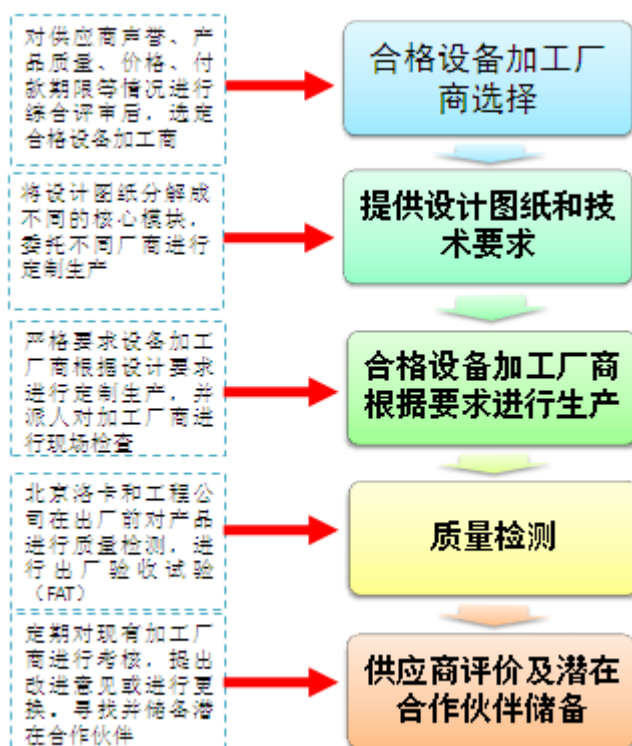 对供应商声誉、产
品质量、价格、付
款期限等情况进行
综合评审后，选定
合格设备加工商
合格设备加工厂
商选择
将设计图纸分解成
不同的核心模块，
委托不同厂商进行
定制生产
提供设计图纸和技
术要求
严格要求设备加工
厂商根据设计要求
进行定制生产，并
派人对加工厂商进
行现场检查
合格设备加工厂商
根据要求进行生产
北京洛卡和工程公
司在出厂前对产品
进行质量检测，进
行出厂验收试验
（FAT）
质量检测
定期对现有加工厂
商进行考核，提出
改进意见或进行更
换，寻找并储备潜
在合作伙伴
供应商评价及潜在
合作伙伴储备